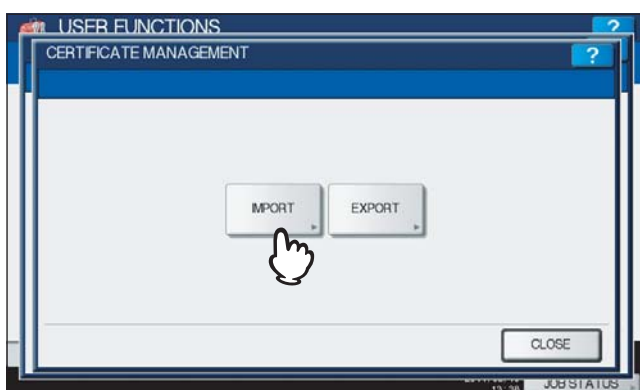 USER FUNCTIONS
?
CERTIFICATE MANAGEMENT
?
IMPORT
EXPORT
CLOSE
JOB STATUS